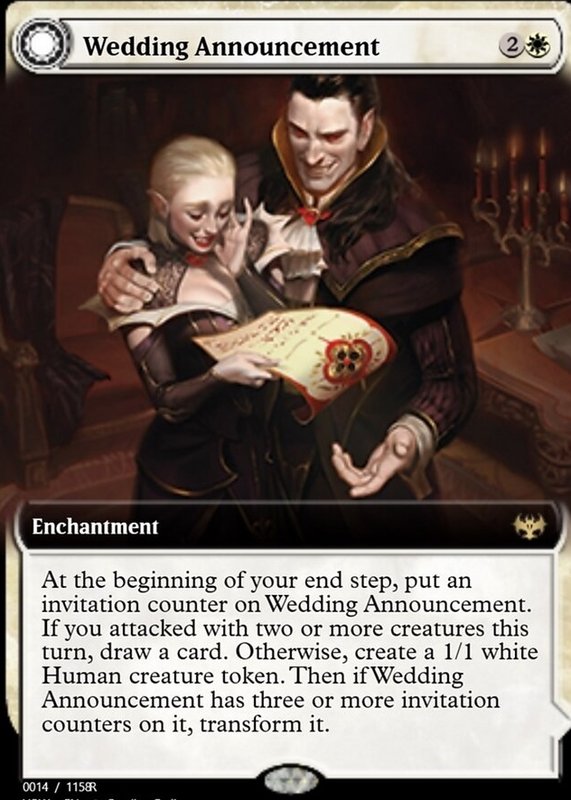 Wedding Announcement
2
Enchantment
At the beginning of your end step, put an
invitation counter on Wedding Announcement.
If you attacked with two or more creatures this
turn, draw a card. Otherwise, create a 1/1 white
Human creature token. Then if Wedding
Announcement has three or more invitation
counters on it, transform it.
0014 / 1158R